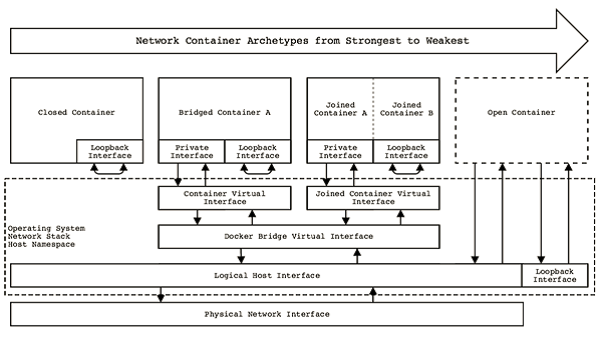 Network Container Archetypes from Strongest to Weakest
Closed Container
Loopback
Interface
Bridged Container A
Private
Interface
Loopback
Interface
Joined
Container A
Joined
Container B
Private
Interface
Loopback
Interface
Open Container
Container Virtual
Interface
Joined Container Virtual
Interface
Operating System
Network Stack
Host Namespace
Docker Bridge Virtual Interface
Logical Host Interface
Loopback
Interface
Physical Network Interface